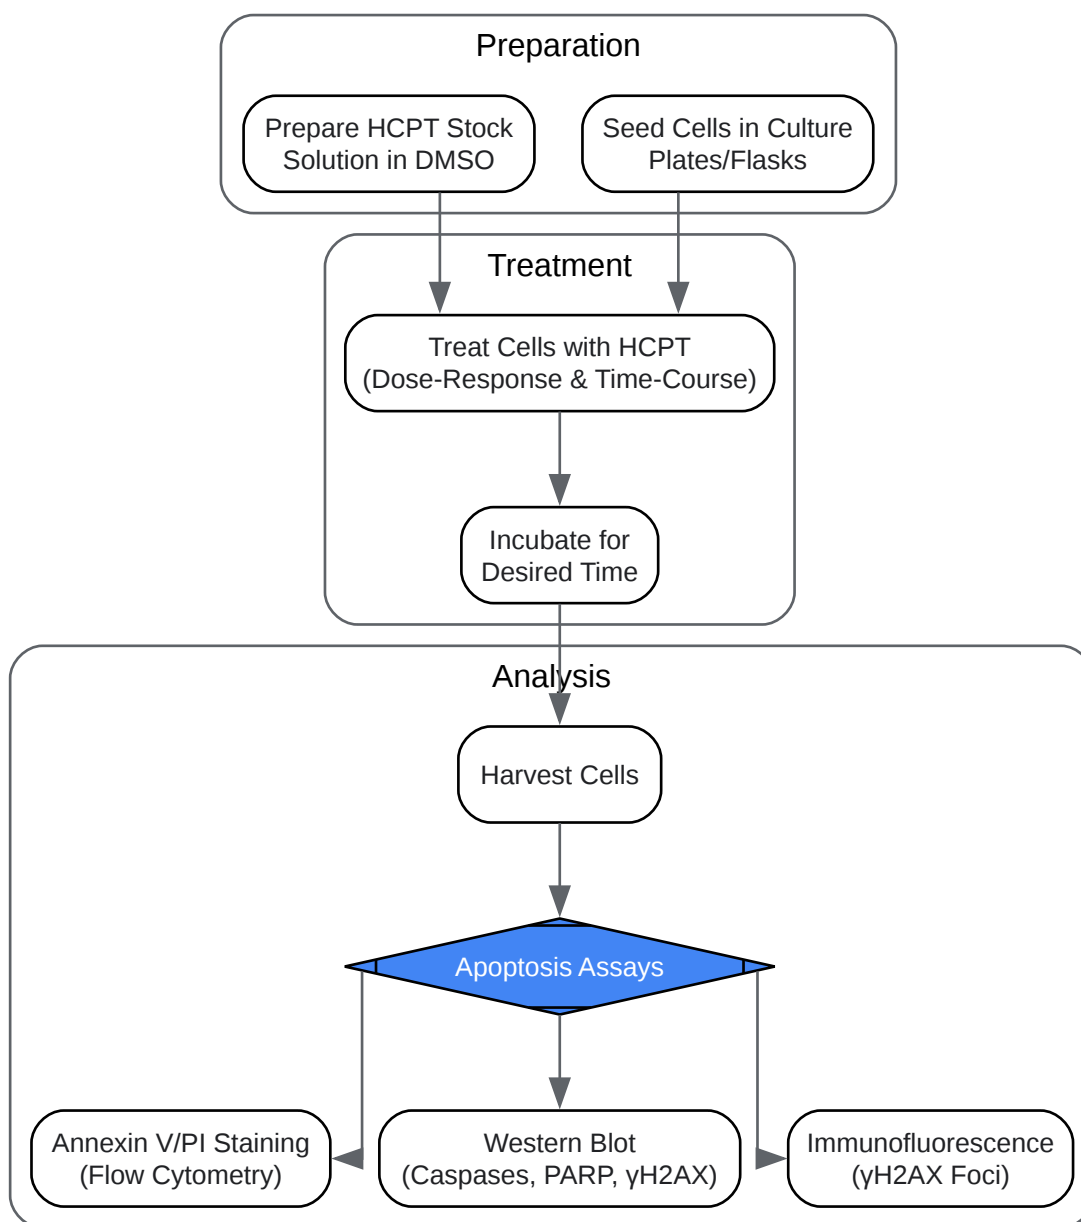 Preparation
Prepare HCPT Stock
Solution in DMSO
Seed Cells in Culture
Plates/Flasks
Treatment
Treat Cells with HCPT
(Dose-Response & Time-Course)
Incubate for
Desired Time
Analysis
Harvest Cells
Apoptosis Assays
Annexin V/PI Staining
(Flow Cytometry)
Western Blot
(Caspases, PARP, γH2AX)
Immunofluorescence
(γH2AX Foci)